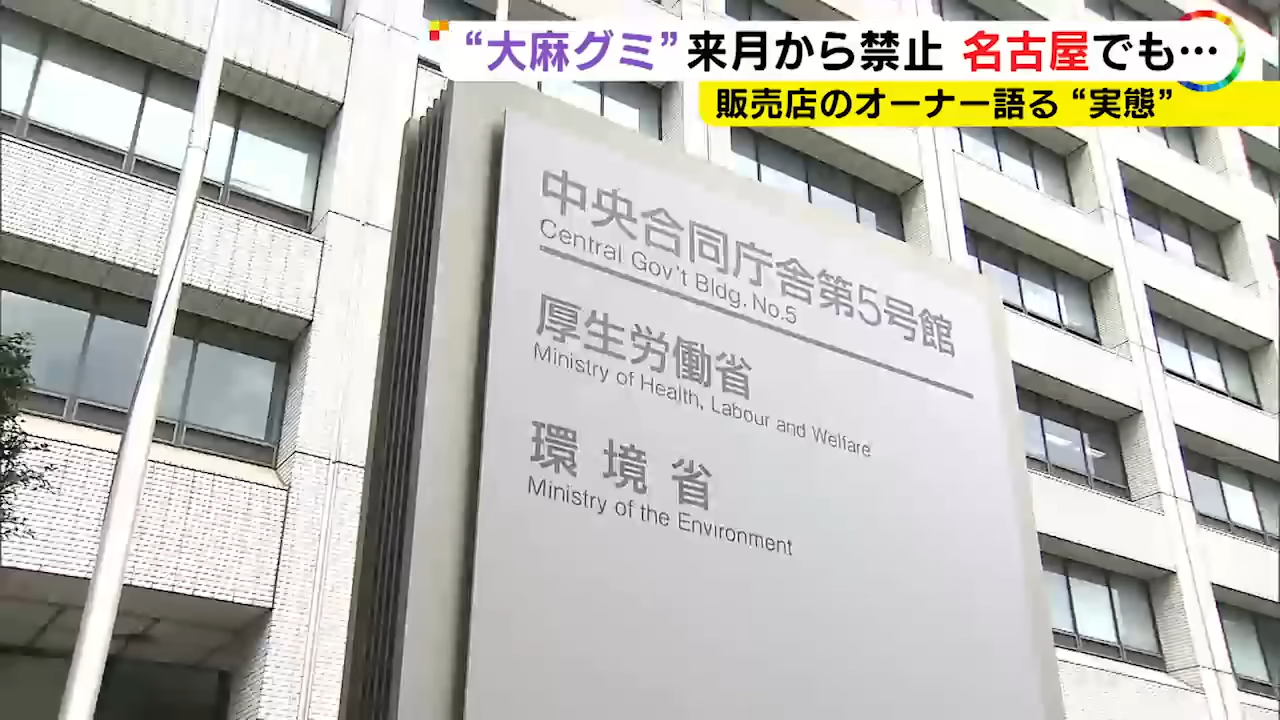 “大麻グミ”来月から禁止 名古屋でも…
販売店のオーナー語る“実態”
中央合同庁舎第5号館
Central Gov't Bldg. No.5
厚生労働省
Ministry of Health, Labour and Welfare
環境省
Ministry of the Environment